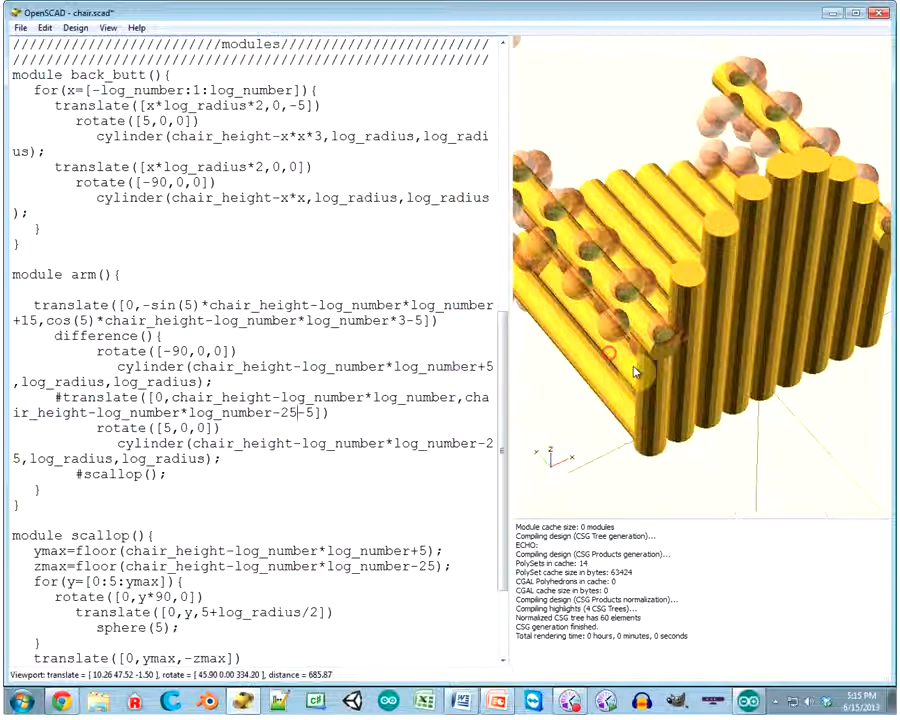 OpenSCAD - chair.scad*
File Edit Design View Help
/////////////////////////modules/////////////////////////
/////////////////////////////////////////////////////////
module back_butt(){
for(x=[-log_number:1:log_number]){
translate([x*log_radius*2,0,-5])
rotate([5,0,0])
cylinder(chair_height-x*x*3,log_radius,log_radi
us);
translate([x*log_radius*2,0,0])
rotate([-90,0,0])
cylinder(chair_height-x*x,log_radius,log_radius
);
}
}
module arm(){
translate([0,-sin(5)*chair_height-log_number*log_number
+15,cos(5)*chair_height-log_number*log_number*3-5])
difference(){
rotate([-90,0,0])
cylinder(chair_height-log_number*log_number+5
,log_radius,log_radius);
#translate([0,chair_height-log_number*log_number,cha
ir_height-log_number*log_number-25-5])
rotate([5,0,0])
cylinder(chair_height-log_number*log_number-2
5,log_radius,log_radius);
#scallop();
}
}
module scallop(){
ymax=floor(chair_height-log_number*log_number+5);
zmax=floor(chair_height-log_number*log_number-25);
for(y=[0:5:ymax]){
rotate([0,y*90,0])
translate([0,y,5+log_radius/2])
sphere(5);
}
translate([0,ymax,-zmax])
y z x
Module cache size: 0 modules
Compiling design (CSG Tree generation)...
ECHO:
Compiling design (CSG Products generation)...
PolySets in cache: 14
PolySet cache size in bytes: 63424
CGAL Polyhedrons in cache: 0
CGAL cache size in bytes: 0
Compiling design (CSG Products normalization)...
Compiling highlights (4 CSG Trees)...
Normalized CSG tree has 60 elements
CSG generation finished.
Total rendering time: 0 hours, 0 minutes, 0 seconds
Viewport: translate = [ 10.26 47.52 -1.50 ], rotate = [ 45.90 0.00 334.20 ], distance = 685.87
5:15 PM
6/15/2013